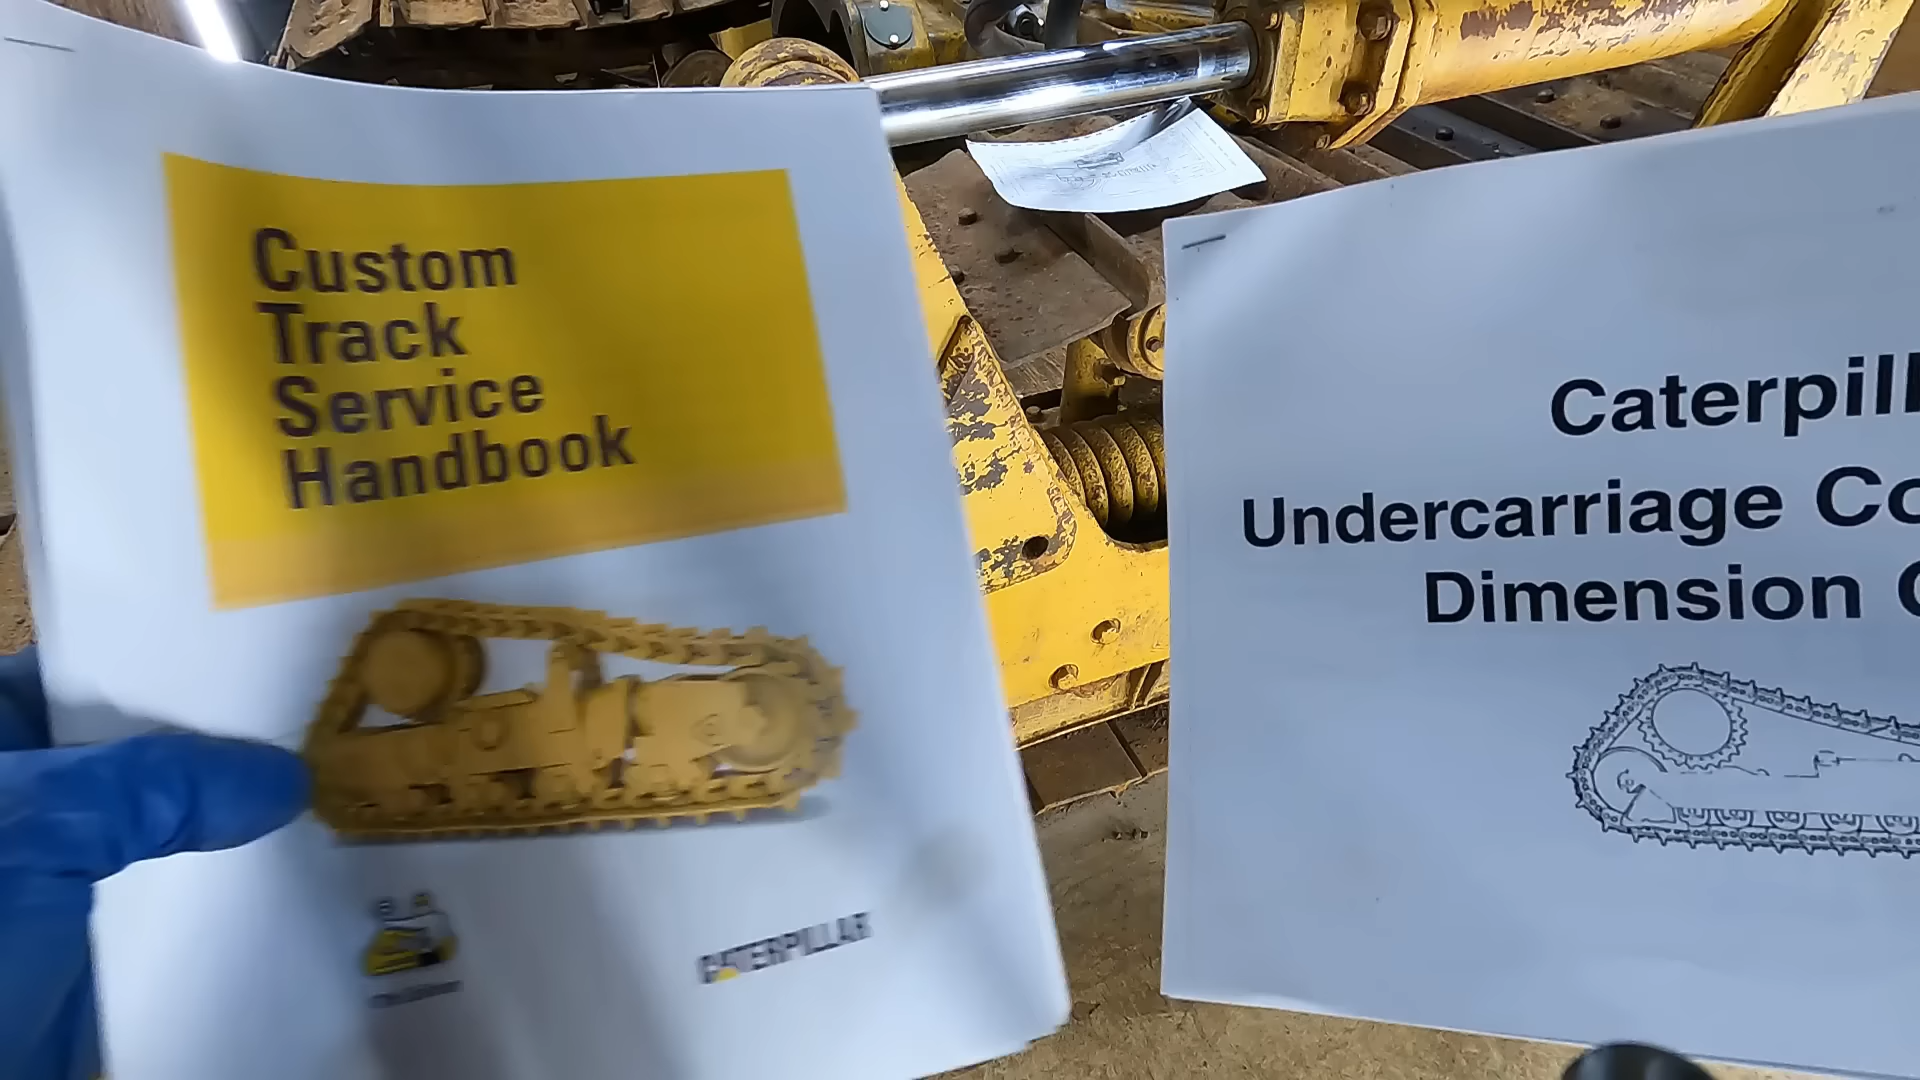 Custom
Track
Service
Handbook
CATERPILLAR
Caterpill
Undercarriage Co
Dimension